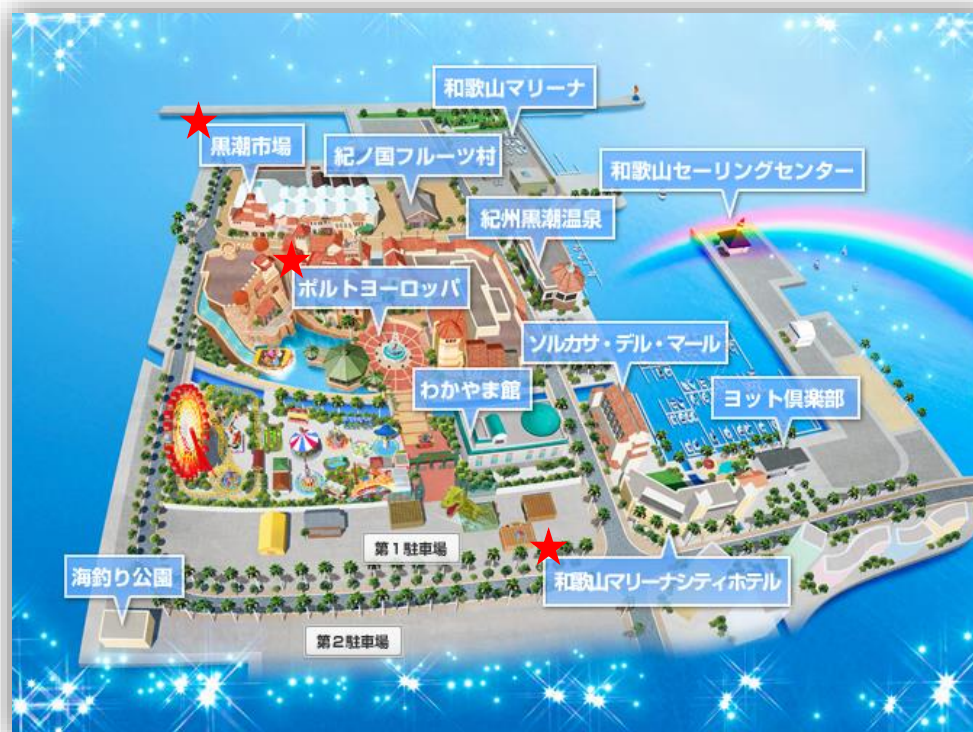 和歌山マリーナ
黒潮市場
紀ノ国フルーツ村
和歌山セーリングセンター
紀州黒潮温泉
ポルトヨーロッパ
ソルカサ・デル・マール
わかやま館
ヨット倶楽部
第1駐車場
海釣り公園
和歌山マリーナシティホテル
第2駐車場